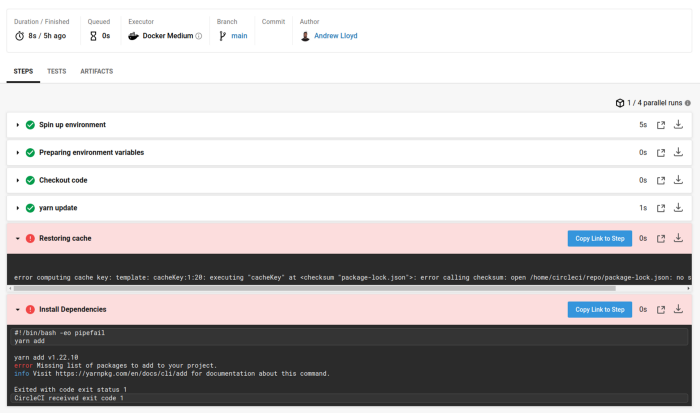 Duration / Finished Queued Executor Branch Commit Author
8s / 5h ago 0s Docker Medium main Andrew Lloyd
STEPS TESTS ARTIFACTS
1 / 4 parallel runs
Spin up environment 5s
Preparing environment variables 0s
Checkout code 0s
yarn update 1s
Restoring cache Copy Link to Step 0s
error computing cache key: template: cacheKey:1:20: executing "cacheKey" at <checksum "package-lock.json">: error calling checksum: open /home/circleci/repo/package-lock.json: no s
Install Dependencies Copy Link to Step 0s
#!/bin/bash -eo pipefail
yarn add
yarn add v1.22.10
error Missing list of packages to add to your project.
info Visit https://yarnpkg.com/en/docs/cli/add for documentation about this command.
Exited with code exit status 1
CircleCI received exit code 1